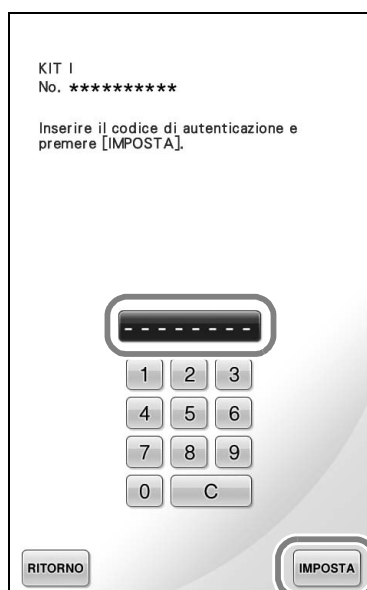 KIT I
No. **********
Inserire il codice di autenticazione e
premere [IMPOSTA].
- - - - - - - -
1 2 3
4 5 6
7 8 9
0 C
RITORNO IMPOSTA